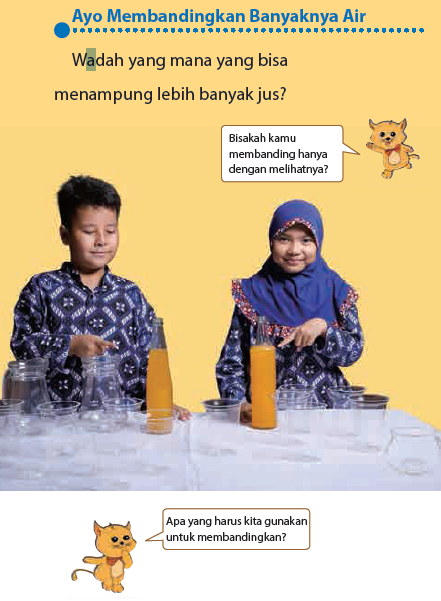 Ayo Membandingkan Banyaknya Air
Wadah yang mana yang bisa
menampung lebih banyak jus?
Bisakah kamu
membanding hanya
dengan melihatnya?
Apa yang harus kita gunakan
untuk membandingkan?